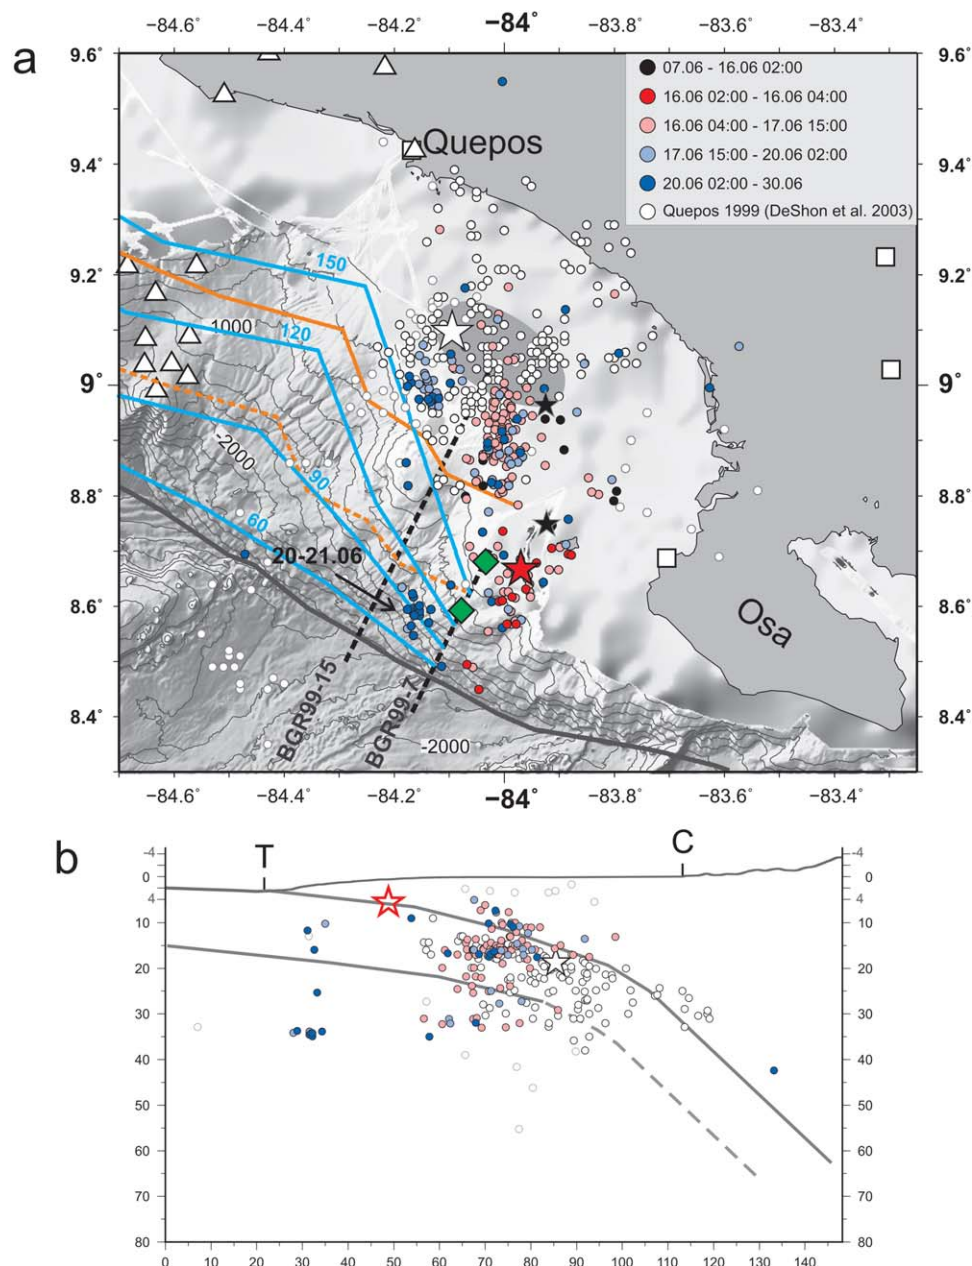 a
−84.6° −84.4° −84.2° −84° −83.8° −83.6° −83.4°
9.6° 9.6°
07.06 - 16.06 02:00
16.06 02:00 - 16.06 04:00
16.06 04:00 - 17.06 15:00
17.06 15:00 - 20.06 02:00
20.06 02:00 - 30.06
Quepos 1999 (DeShon et al. 2003)
Quepos
9.4° 9.4°
9.2° 9.2°
150
1000
120
9° 9°
-2000
90
8.8° 8.8°
60
20-21.06
8.6° 8.6°
Osa
BGR99-15
BGR99-7
8.4° 8.4°
-2000
−84.6° −84.4° −84.2° −84° −83.8° −83.6° −83.4°
b
T C
-4 -4
0 0
4 4
10 10
20 20
30 30
40 40
50 50
60 60
70 70
80 80
0 10 20 30 40 50 60 70 80 90 100 110 120 130 140